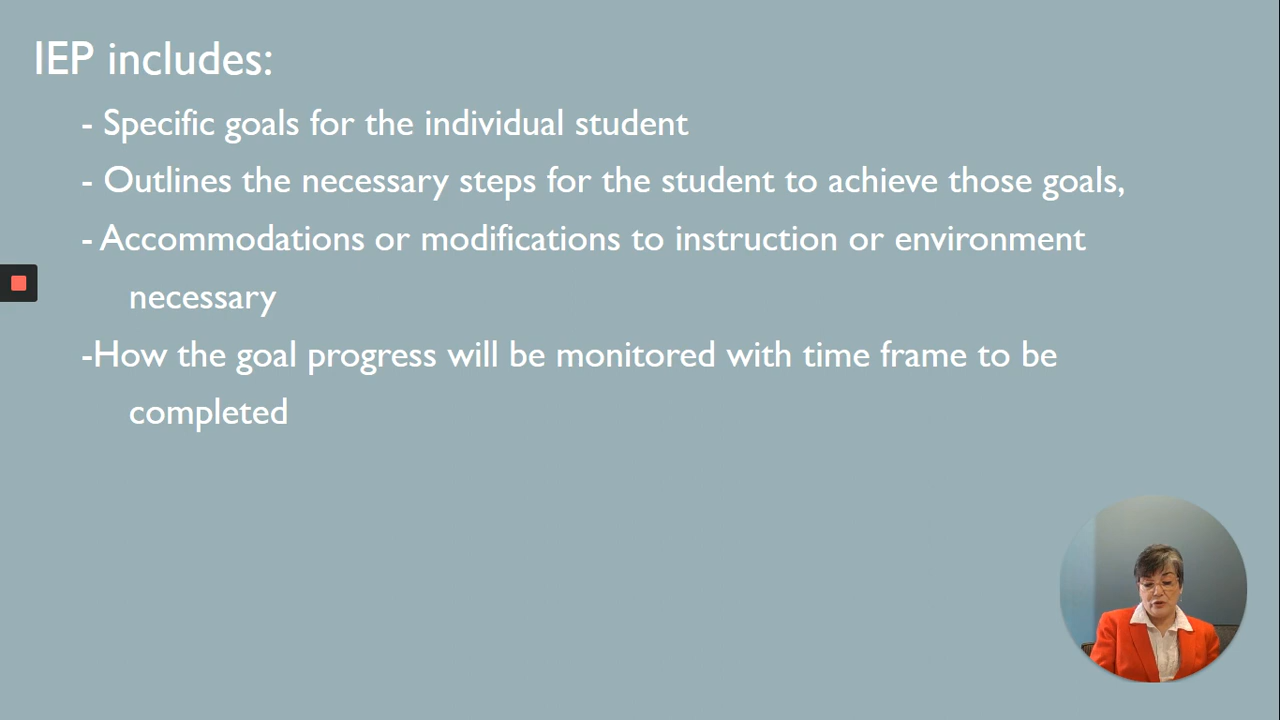 IEP includes:
- Specific goals for the individual student
- Outlines the necessary steps for the student to achieve those goals,
- Accommodations or modifications to instruction or environment
necessary
-How the goal progress will be monitored with time frame to be
completed